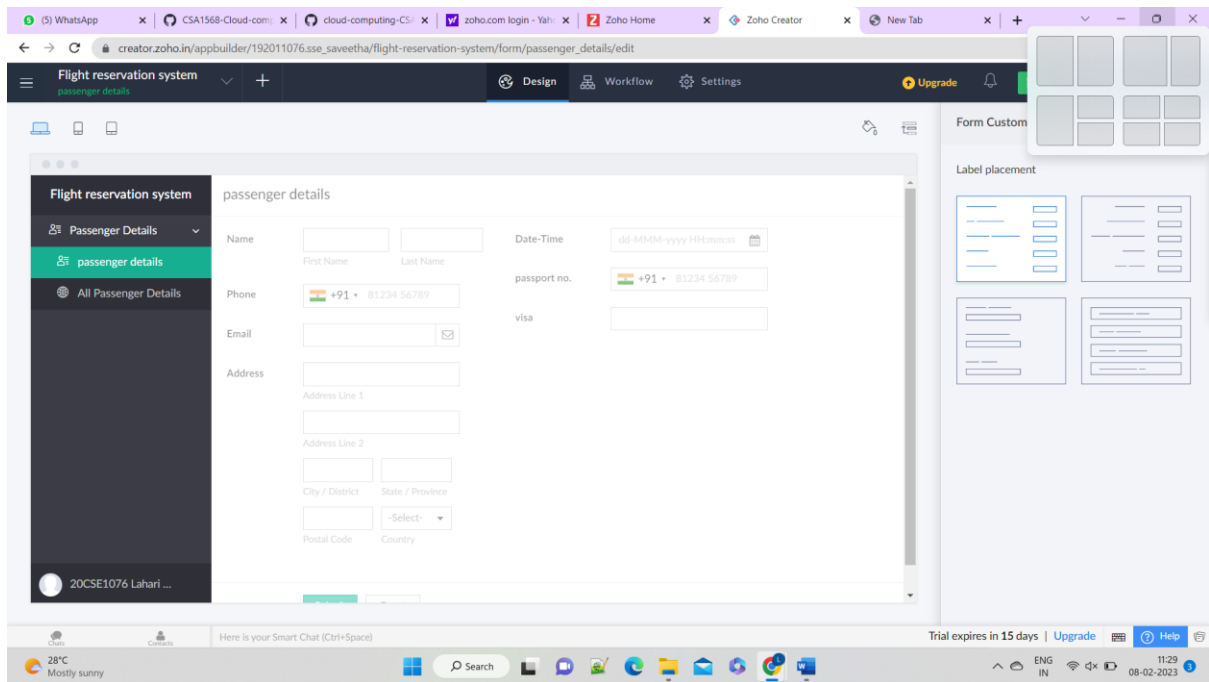 (5) WhatsApp
CSA1568-Cloud-com
cloud-computing-CS
zoho.com login - Yah
Zoho Home
Zoho Creator
New Tab
creator.zoho.in/appbuilder/192011076.sse_saveetha/flight-reservation-system/form/passenger_details/edit
Flight reservation system
passenger details
Design
Workflow
Settings
Upgrade
Form Custom
Label placement
Flight reservation system
Passenger Details
passenger details
All Passenger Details
20CSE1076 Lahari ...
passenger details
Name
First Name
Last Name
Phone
+91
81234 56789
Email
Address
Address Line 1
Address Line 2
City / District
State / Province
-Select-
Postal Code
Country
Date-Time
dd-MMM-yyyy HH:mm:ss
passport no.
+91
81234 56789
visa
Chats
Contacts
Here is your Smart Chat (Ctrl+Space)
Trial expires in 15 days | Upgrade
Help
28°C
Mostly sunny
Search
ENG
IN
11:29
08-02-2023
3